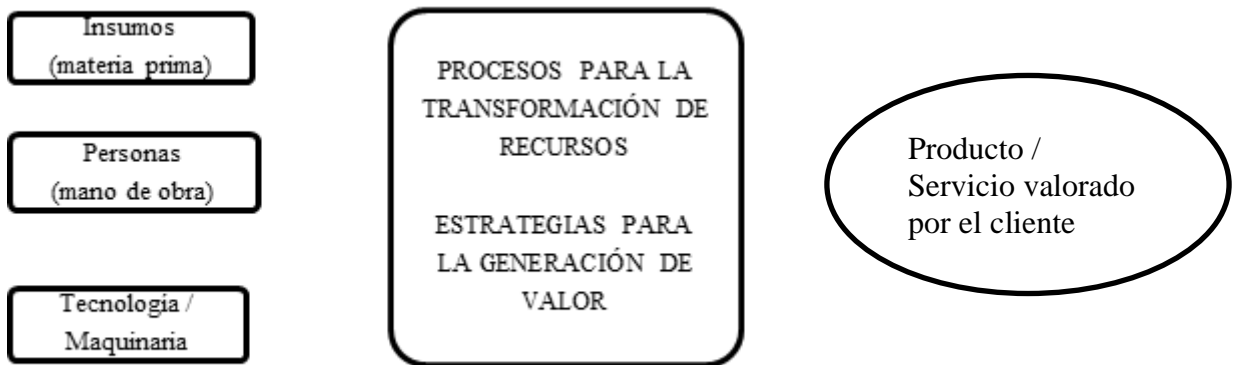 Insumos
(materia prima)
Personas
(mano de obra)
Tecnología /
Maquinaria
PROCESOS PARA LA
TRANSFORMACIÓN DE
RECURSOS
ESTRATEGIAS PARA
LA GENERACIÓN DE
VALOR
Producto /
Servicio valorado
por el cliente